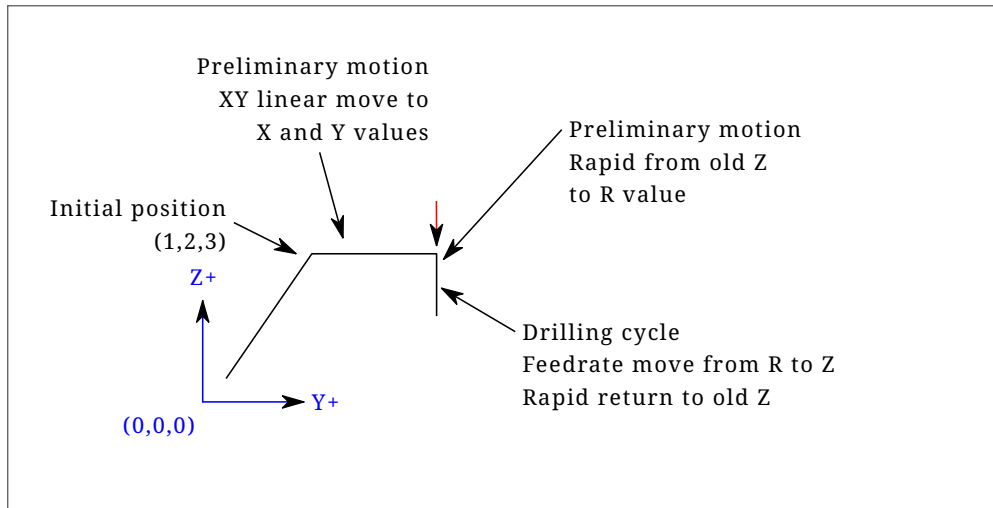 Preliminary motion
XY linear move to
X and Y values
Preliminary motion
Rapid from old Z
to R value
Initial position
(1,2,3)
Z+
Drilling cycle
Feedrate move from R to Z
Rapid return to old Z
Y+
(0,0,0)